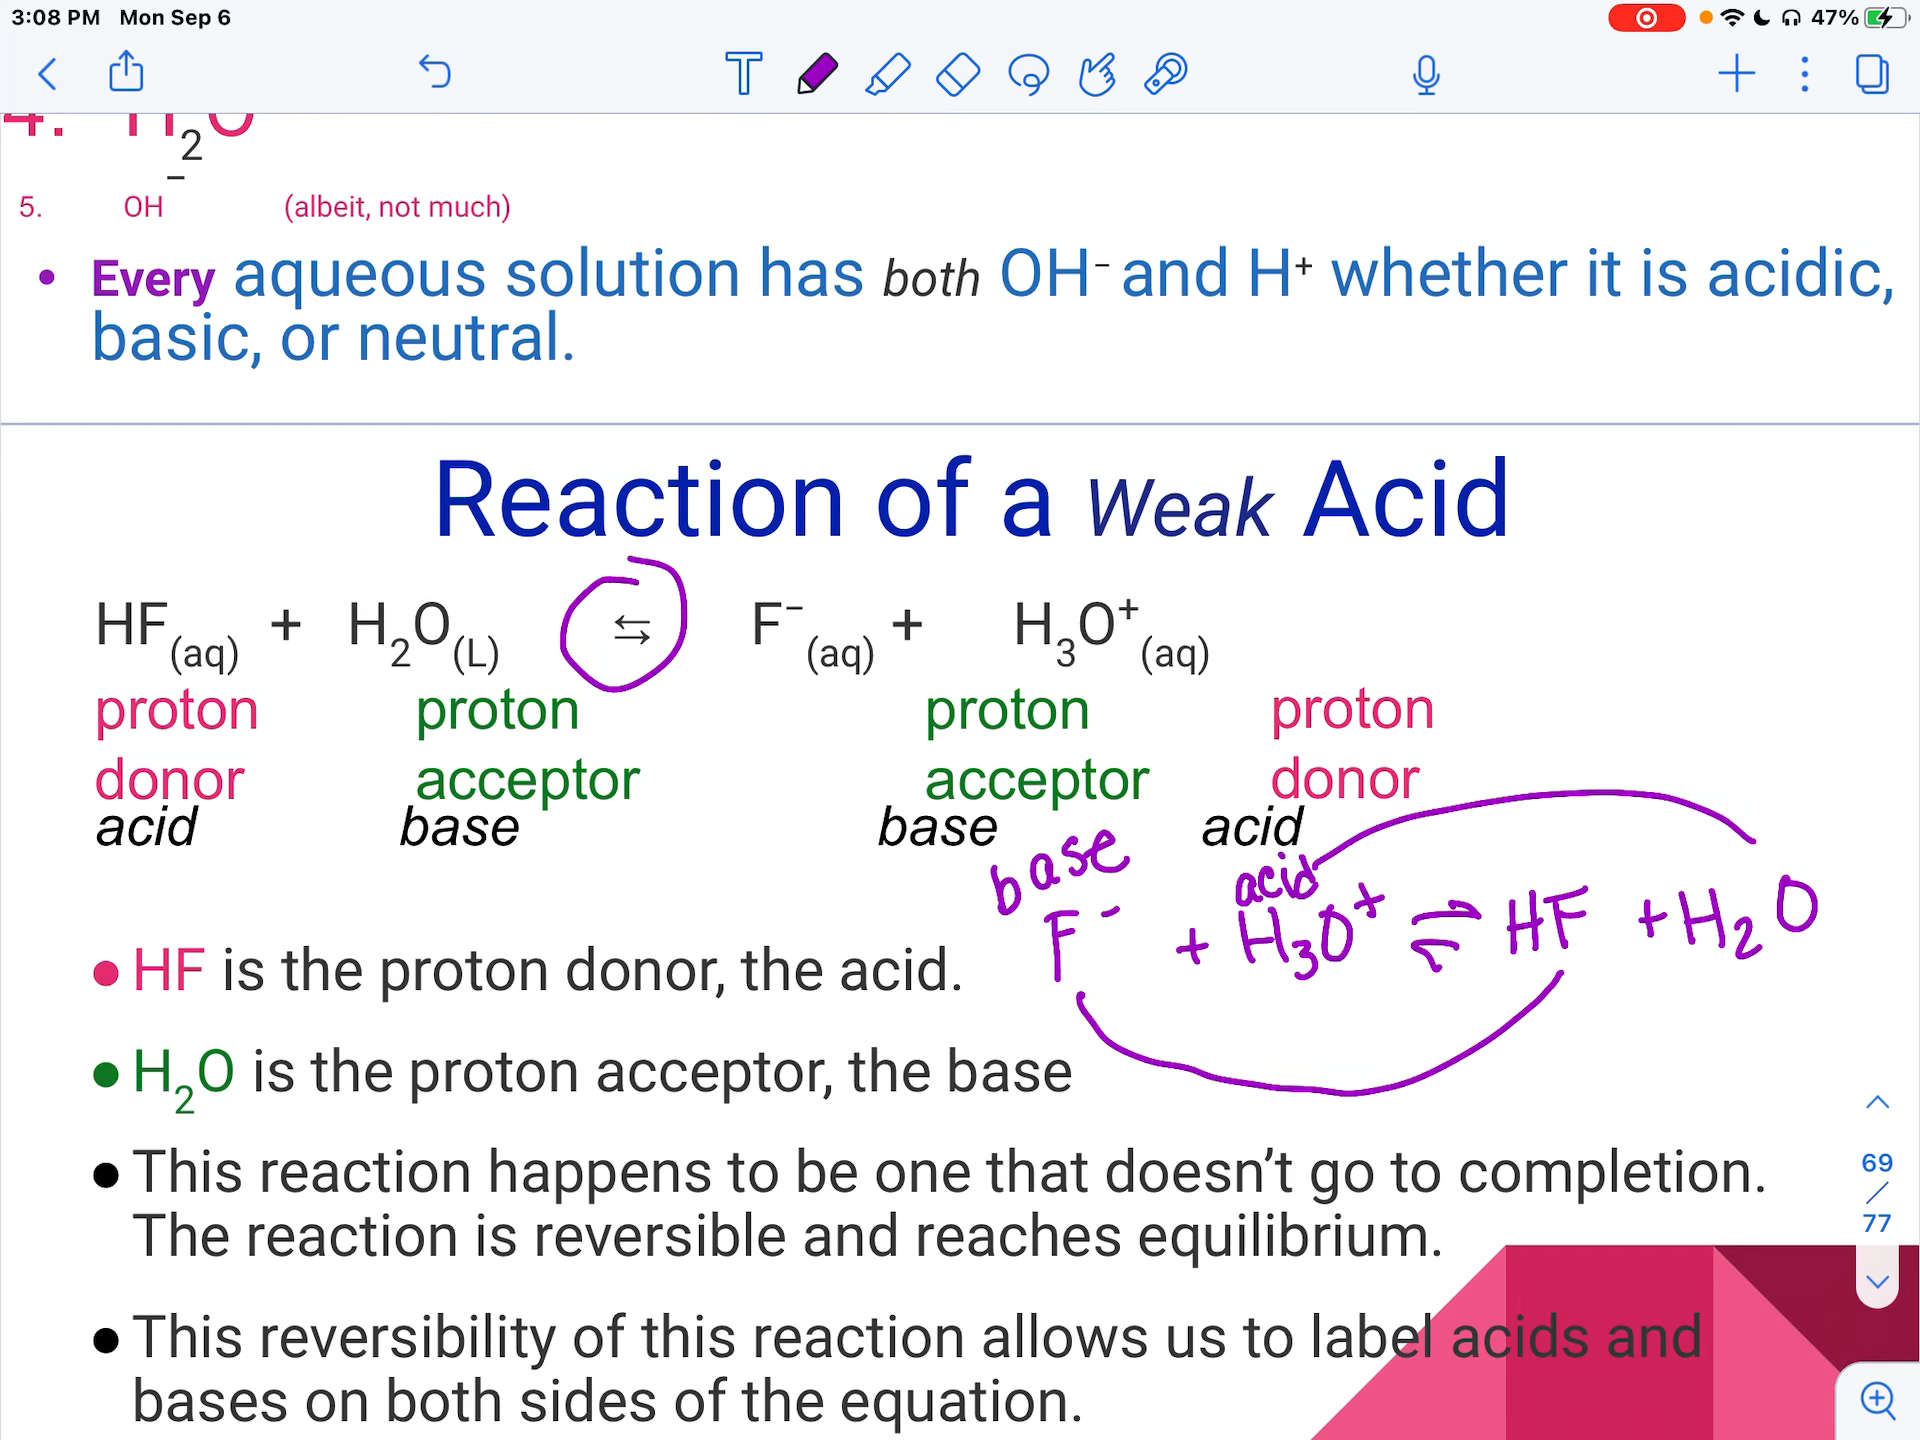 3:08 PM Mon Sep 6
47%
4. H₂O
5. OH⁻ (albeit, not much)
• Every aqueous solution has both OH⁻ and H⁺ whether it is acidic,
basic, or neutral.
Reaction of a Weak Acid
HF(aq) + H₂O(L) ⇆ F⁻(aq) + H₃O⁺(aq)
proton proton proton proton
donor acceptor acceptor donor
acid base base acid
base acid
F⁻ + H₃O⁺ ⇌ HF + H₂O
• HF is the proton donor, the acid.
• H₂O is the proton acceptor, the base
• This reaction happens to be one that doesn’t go to completion.
The reaction is reversible and reaches equilibrium.
• This reversibility of this reaction allows us to label acids and
bases on both sides of the equation.
69
/
77